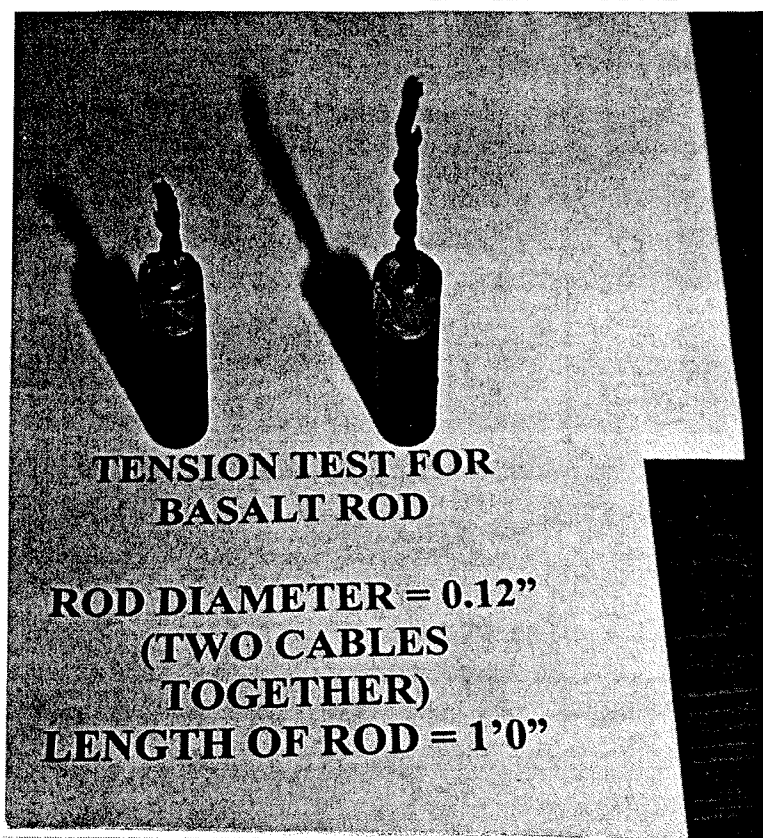 TENSION TEST FOR
BASALT ROD
ROD DIAMETER = 0.12”
(TWO CABLES
TOGETHER)
LENGTH OF ROD = 1’0”